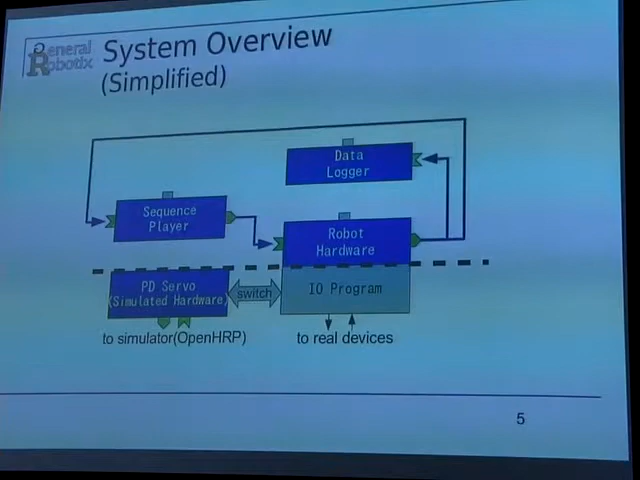 General
Robotix
System Overview
(Simplified)
Data
Logger
Sequence
Player
Robot
Hardware
PD Servo
(Simulated Hardware)
switch
IO Program
to simulator(OpenHRP)
to real devices
5